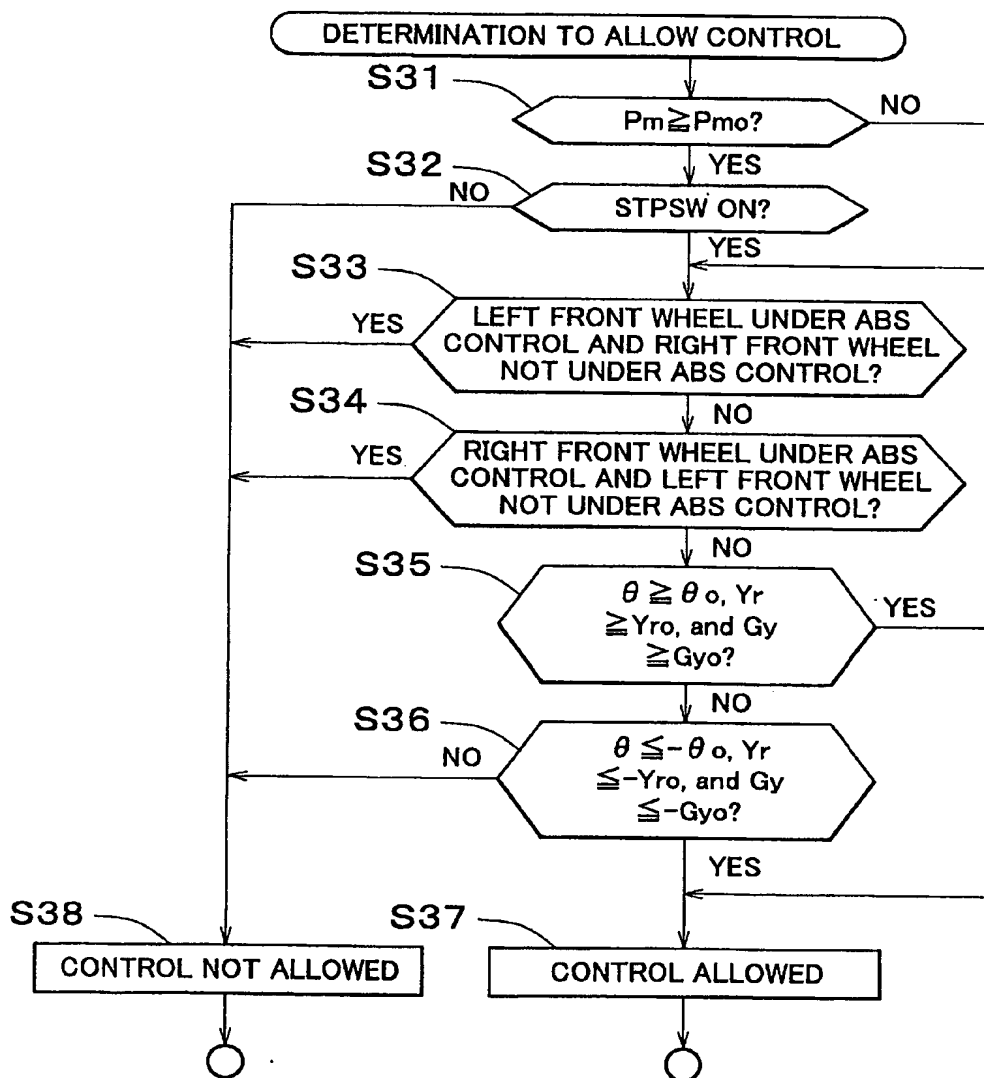 DETERMINATION TO ALLOW CONTROL
S31
Pm≧Pmo?
NO
YES
S32
NO
STPSW ON?
YES
S33
YES
LEFT FRONT WHEEL UNDER ABS
CONTROL AND RIGHT FRONT WHEEL
NOT UNDER ABS CONTROL?
NO
S34
YES
RIGHT FRONT WHEEL UNDER ABS
CONTROL AND LEFT FRONT WHEEL
NOT UNDER ABS CONTROL?
NO
S35
θ ≧ θo, Yr
≧Yro, and Gy
≧Gyo?
YES
NO
S36
NO
θ ≦-θo, Yr
≦-Yro, and Gy
≦-Gyo?
YES
S38
CONTROL NOT ALLOWED
S37
CONTROL ALLOWED